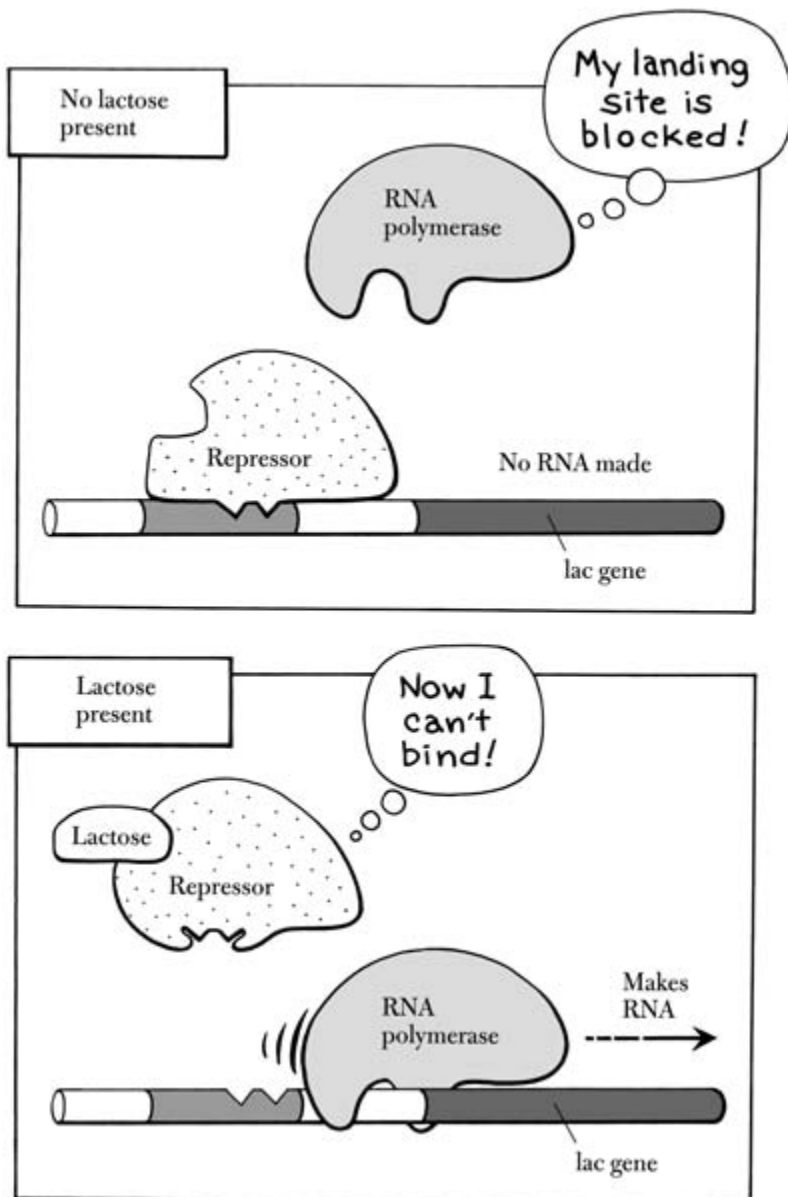 No lactose
present
My landing
site is
blocked!
RNA
polymerase
Repressor
No RNA made
lac gene
Lactose
present
Now I
can't
bind!
Lactose
Repressor
RNA
polymerase
Makes
RNA
lac gene